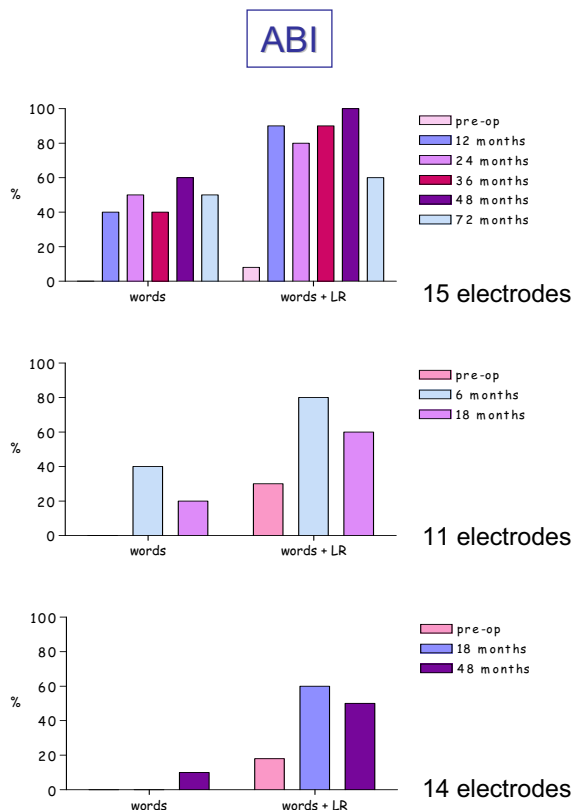 ABI
100
80
60
40
20
0
%
words
words + LR
pre-op
12 months
24 months
36 months
48 months
72 months
15 electrodes
100
80
60
40
20
0
%
words
words + LR
pre-op
6 months
18 months
11 electrodes
100
80
60
40
20
0
%
words
words + LR
pre-op
18 months
48 months
14 electrodes